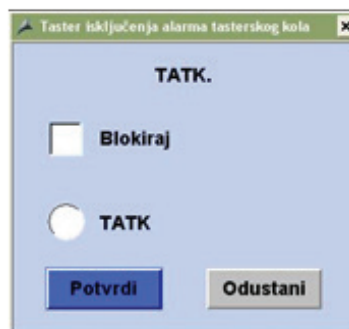 Taster isključenja alarma tasterskog kola
TATK.
Blokiraj
TATK
Potvrdi Odustani